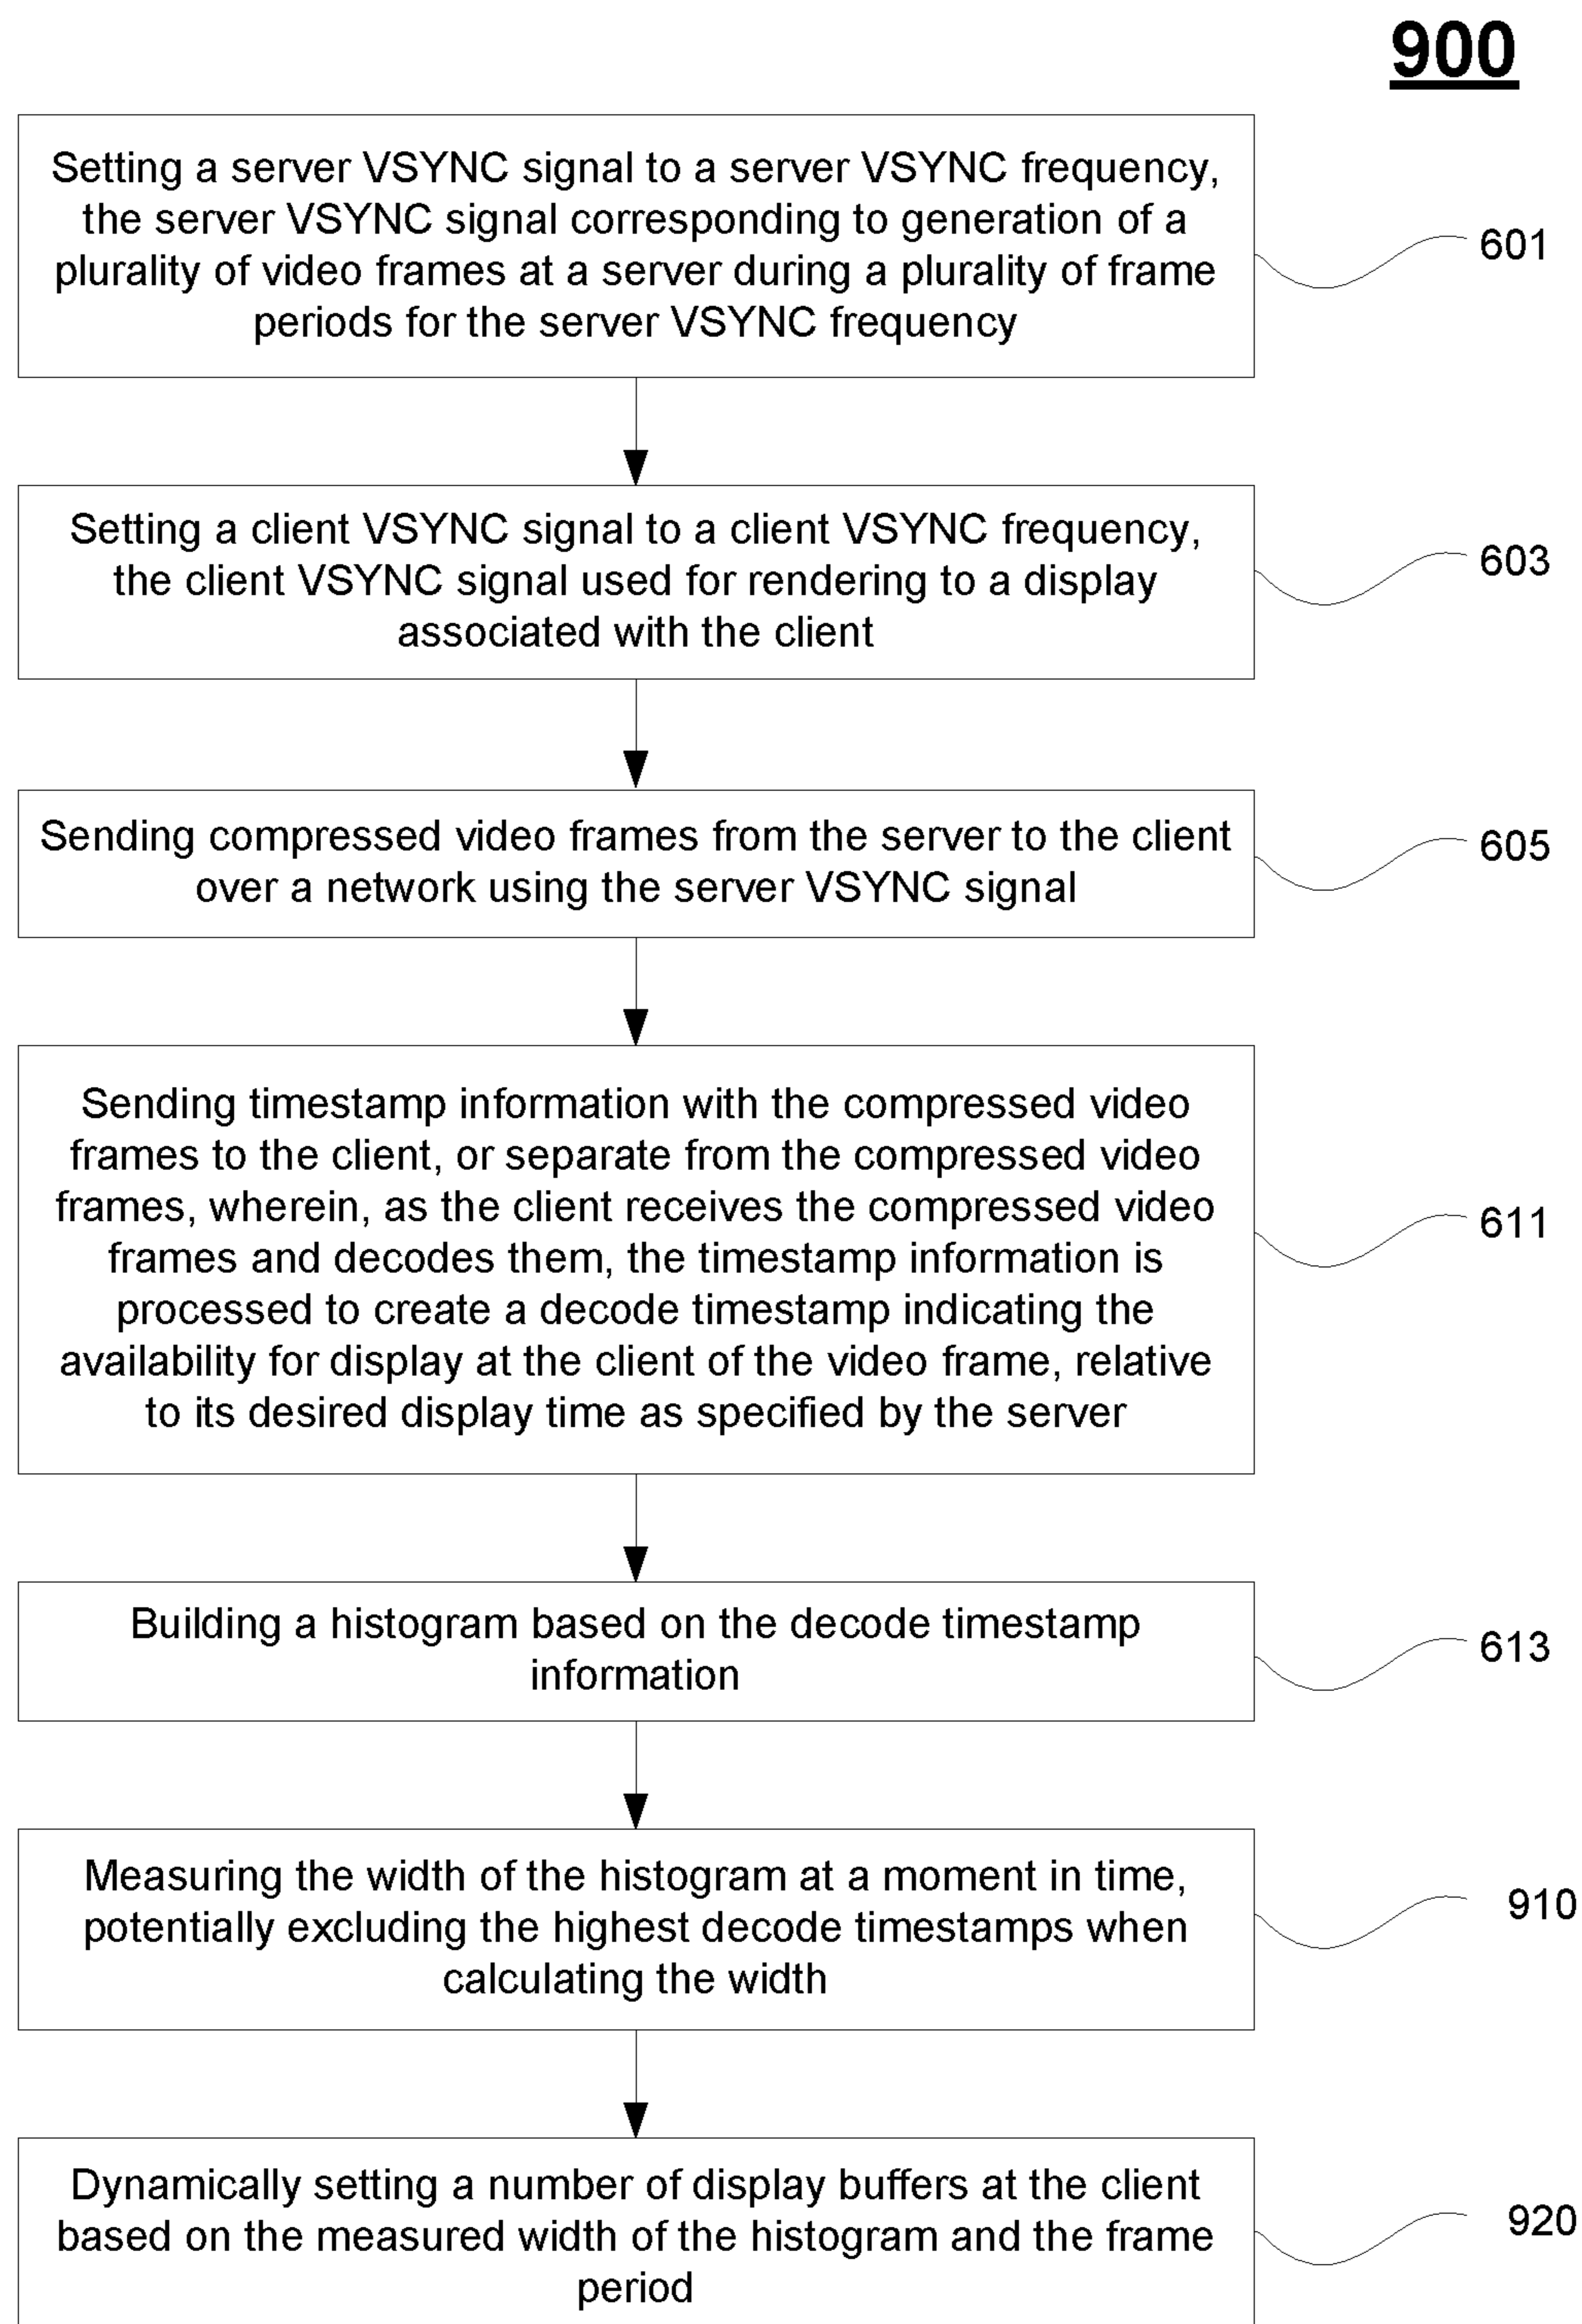 900
Setting a server VSYNC signal to a server VSYNC frequency,
the server VSYNC signal corresponding to generation of a
plurality of video frames at a server during a plurality of frame
periods for the server VSYNC frequency
601
Setting a client VSYNC signal to a client VSYNC frequency,
the client VSYNC signal used for rendering to a display
associated with the client
603
Sending compressed video frames from the server to the client
over a network using the server VSYNC signal
605
Sending timestamp information with the compressed video
frames to the client, or separate from the compressed video
frames, wherein, as the client receives the compressed video
frames and decodes them, the timestamp information is
processed to create a decode timestamp indicating the
availability for display at the client of the video frame, relative
to its desired display time as specified by the server
611
Building a histogram based on the decode timestamp
information
613
Measuring the width of the histogram at a moment in time,
potentially excluding the highest decode timestamps when
calculating the width
910
Dynamically setting a number of display buffers at the client
based on the measured width of the histogram and the frame
period
920